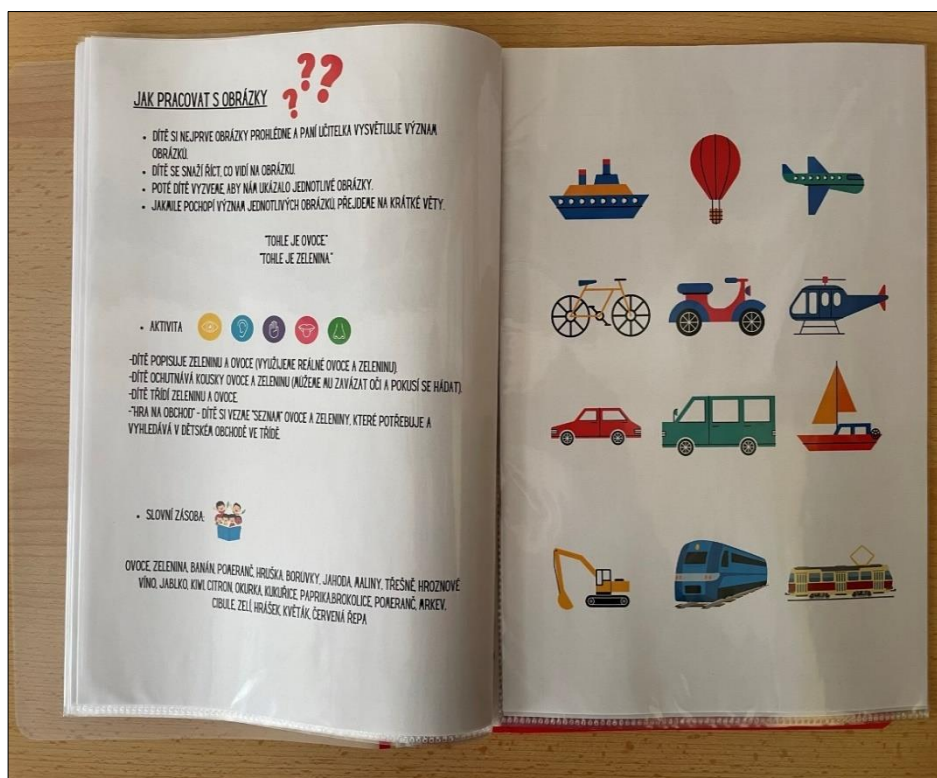 ??
?
JAK PRACOVAT S OBRÁZKY
• DÍTĚ SI NEJPRVE OBRÁZKY PROHLÉDNE A PANÍ UČITELKA VYSVĚTLUJE VÝZNAM
OBRÁZKŮ.
• DÍTĚ SE SNAŽÍ ŘÍCT, CO VIDÍ NA OBRÁZKU.
• POTÉ DÍTĚ VYZVEME, ABY NÁM UKÁZALO JEDNOTLIVÉ OBRÁZKY.
• JAKMILE POCHOPÍ VÝZNAM JEDNOTLIVÝCH OBRÁZKŮ, PŘEJDEME NA KRÁTKÉ VĚTY.
"TOHLE JE OVOCE"
"TOHLE JE ZELENINA."
• AKTIVITA
-DÍTĚ POPISUJE ZELENINU A OVOCE (VYUŽIJEME REÁLNÉ OVOCE A ZELENINU).
-DÍTĚ OCHUTNÁVÁ KOUSKY OVOCE A ZELENINU (MŮŽEME MU ZAVÁZAT OČI A POKUSÍ SE HÁDAT).
-DÍTĚ TŘÍDÍ ZELENINU A OVOCE.
-"HRA NA OBCHOD" - DÍTĚ SI VEZME "SEZNAM" OVOCE A ZELENINY, KTERÉ POTŘEBUJE A
VYHLEDÁVÁ V DĚTSKÉM OBCHODĚ VE TŘÍDĚ.
• SLOVNÍ ZÁSOBA:
OVOCE, ZELENINA, BANÁN, POMERANČ, HRUŠKA, BORŮVKY, JAHODA, MALINY, TŘEŠNĚ, HROZNOVÉ
VÍNO, JABLKO, KIWI, CITRON, OKURKA, KUKUŘICE, PAPRIKA,BROKOLICE, POMERANČ, MRKEV,
CIBULE, ZELÍ, HRÁŠEK, KVĚTÁK, ČERVENÁ ŘEPA